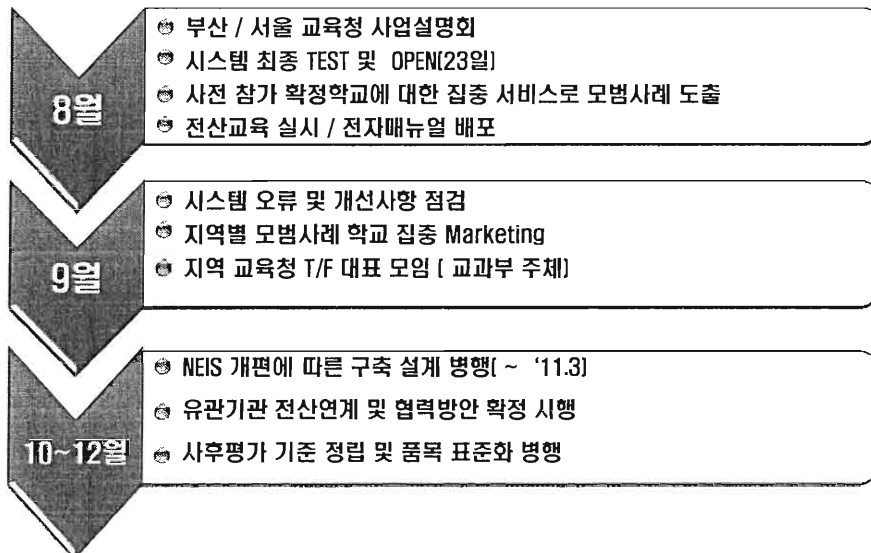 8월
부산 / 서울 교육청 사업설명회
시스템 최종 TEST 및 OPEN(23일)
사전 참가 확정학교에 대한 집중 서비스로 모범사례 도출
전산교육 실시 / 전자매뉴얼 배포
9월
시스템 오류 및 개선사항 점검
지역별 모범사례 학교 집중 Marketing
지역 교육청 T/F 대표 모임 ( 교과부 주체)
10~12월
NEIS 개편에 따른 구축 설계 병행( ~ '11.3)
유관기관 전산연계 및 협력방안 확정 시행
사후평가 기준 정립 및 품목 표준화 병행